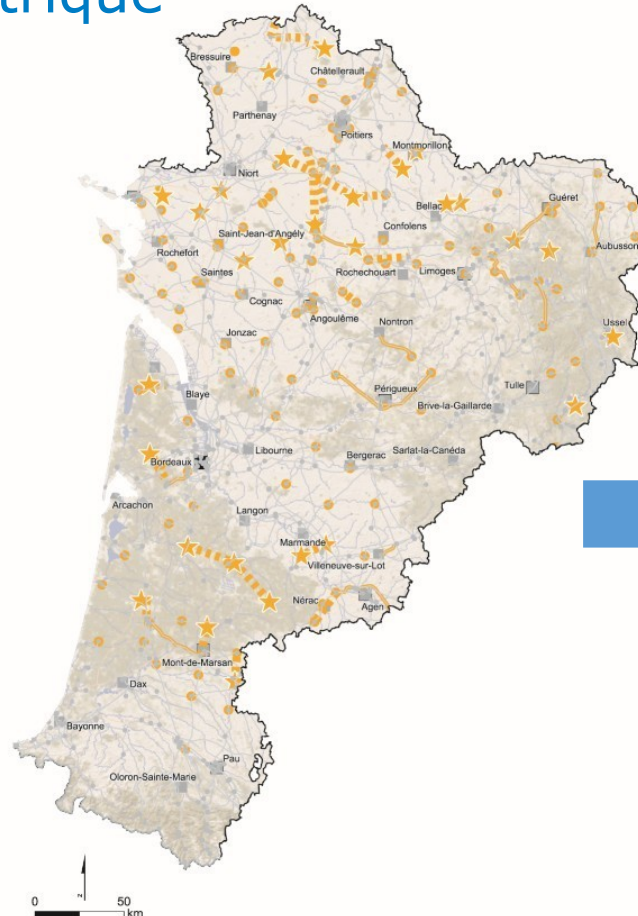 trique
Bressuire
Châtellerault
Parthenay
Poitiers
Montmorillon
Niort
Bellac
Guéret
Saint-Jean-d'Angély
Confolens
Rochefort
Aubusson
Saintes
Rochechouart
Limoges
Cognac
Angoulême
Ussel
Jonzac
Nontron
Périgueux
Tulle
Blaye
Brive-la-Gaillarde
Libourne
Bergerac
Sarlat-la-Canéda
Bordeaux
Arcachon
Langon
Marmande
Villeneuve-sur-Lot
Nérac
Agen
Mont-de-Marsan
Dax
Bayonne
Pau
Oloron-Sainte-Marie
0 50
km